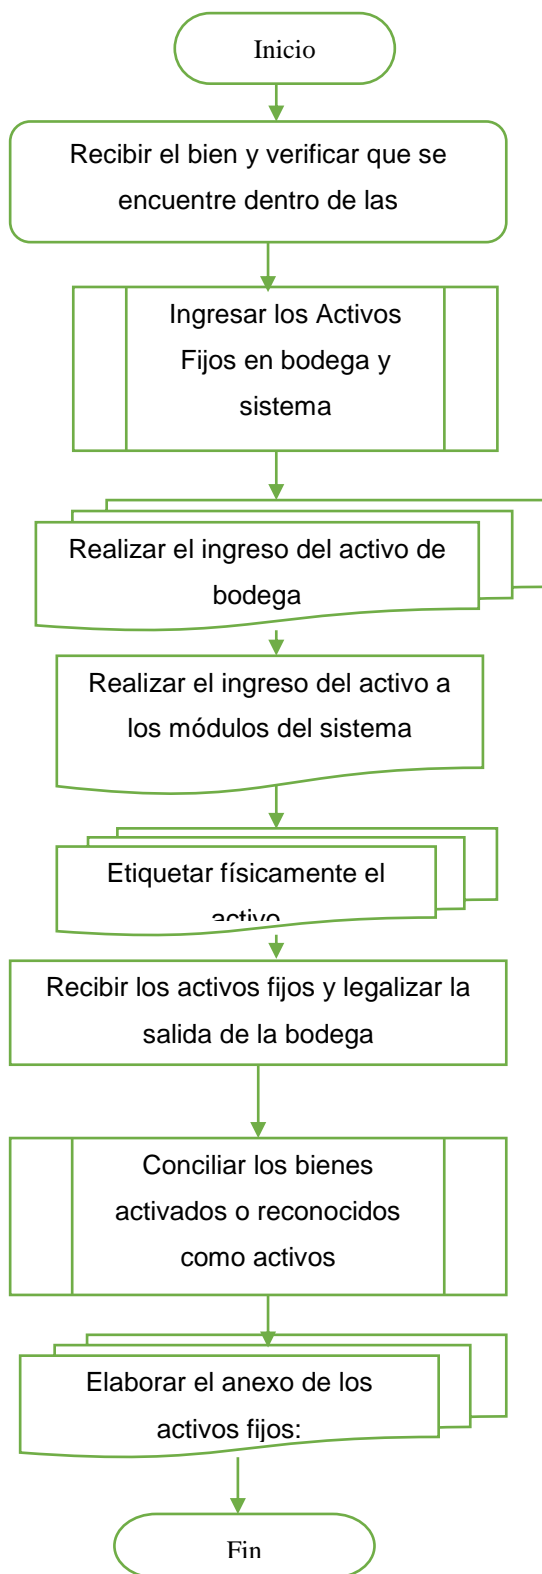 Inicio
Recibir el bien y verificar que se
encuentre dentro de las
Ingresar los Activos
Fijos en bodega y
sistema
Realizar el ingreso del activo de
bodega
Realizar el ingreso del activo a
los módulos del sistema
Etiquetar físicamente el
activo
Recibir los activos fijos y legalizar la
salida de la bodega
Conciliar los bienes
activados o reconocidos
como activos
Elaborar el anexo de los
activos fijos:
Fin